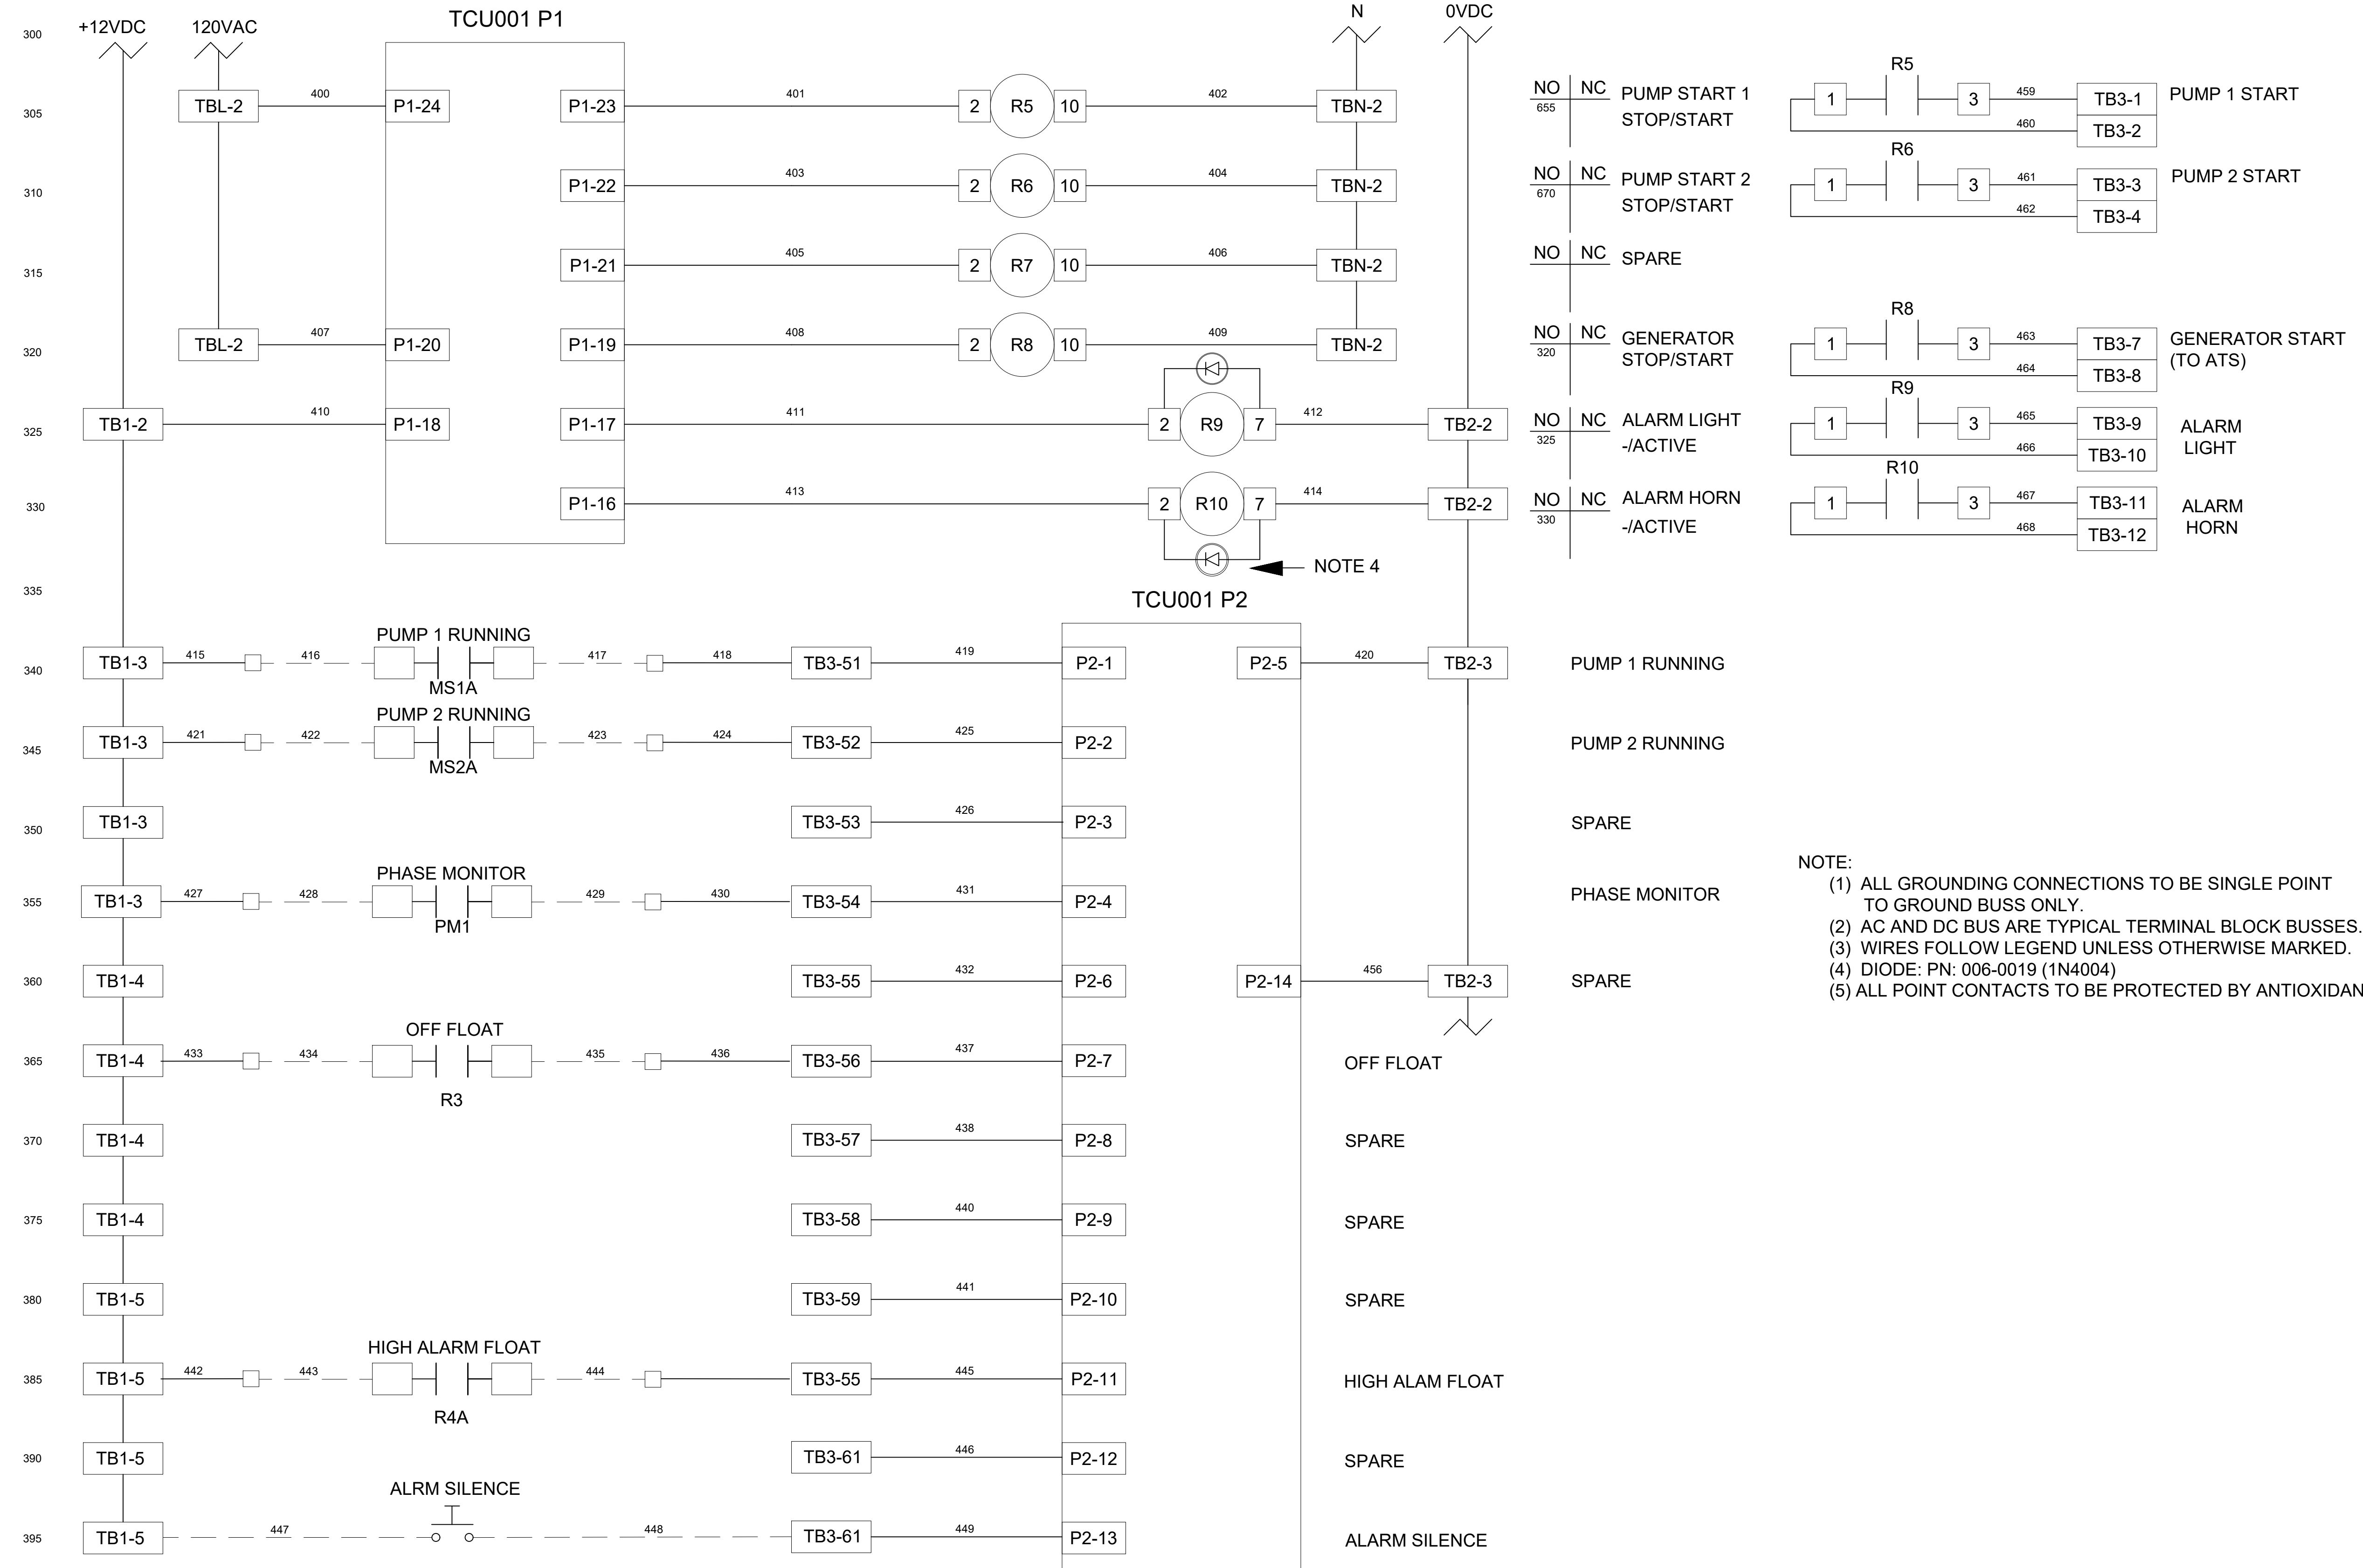 TCU001 P1
N
0VDC
300
+12VDC
120VAC
R5
305
TBL-2
400
P1-24
P1-23
401
2
R5
10
402
TBN-2
NO
NC
655
PUMP START 1
STOP/START
1
3
459
TB3-1
PUMP 1 START
460
TB3-2
R6
310
P1-22
403
2
R6
10
404
TBN-2
NO
NC
670
PUMP START 2
STOP/START
1
3
461
TB3-3
PUMP 2 START
462
TB3-4
315
P1-21
405
2
R7
10
406
TBN-2
NO
NC
SPARE
R8
320
TBL-2
407
P1-20
P1-19
408
2
R8
10
409
TBN-2
NO
NC
320
GENERATOR
STOP/START
1
3
463
TB3-7
GENERATOR START
(TO ATS)
464
TB3-8
R9
325
TB1-2
410
P1-18
P1-17
411
2
R9
7
412
TB2-2
NO
NC
325
ALARM LIGHT
-/ACTIVE
1
3
465
TB3-9
ALARM
LIGHT
466
TB3-10
R10
330
P1-16
413
2
R10
7
414
TB2-2
NO
NC
330
ALARM HORN
-/ACTIVE
1
3
467
TB3-11
ALARM
HORN
468
TB3-12
NOTE 4
335
TCU001 P2
PUMP 1 RUNNING
340
TB1-3
415
416
417
418
TB3-51
419
P2-1
P2-5
420
TB2-3
PUMP 1 RUNNING
MS1A
PUMP 2 RUNNING
345
TB1-3
421
422
423
424
TB3-52
425
P2-2
PUMP 2 RUNNING
MS2A
350
TB1-3
TB3-53
426
P2-3
SPARE
PHASE MONITOR
355
TB1-3
427
428
429
430
TB3-54
431
P2-4
PHASE MONITOR
PM1
NOTE:
(1) ALL GROUNDING CONNECTIONS TO BE SINGLE POINT
TO GROUND BUSS ONLY.
(2) AC AND DC BUS ARE TYPICAL TERMINAL BLOCK BUSSES.
(3) WIRES FOLLOW LEGEND UNLESS OTHERWISE MARKED.
(4) DIODE: PN: 006-0019 (1N4004)
(5) ALL POINT CONTACTS TO BE PROTECTED BY ANTIOXIDAN
360
TB1-4
TB3-55
432
P2-6
P2-14
456
TB2-3
SPARE
OFF FLOAT
365
TB1-4
433
434
435
436
TB3-56
437
P2-7
OFF FLOAT
R3
370
TB1-4
TB3-57
438
P2-8
SPARE
375
TB1-4
TB3-58
440
P2-9
SPARE
380
TB1-5
TB3-59
441
P2-10
SPARE
HIGH ALARM FLOAT
385
TB1-5
442
443
444
TB3-55
445
P2-11
HIGH ALAM FLOAT
R4A
390
TB1-5
TB3-61
446
P2-12
SPARE
ALRM SILENCE
395
TB1-5
447
448
TB3-61
449
P2-13
ALARM SILENCE